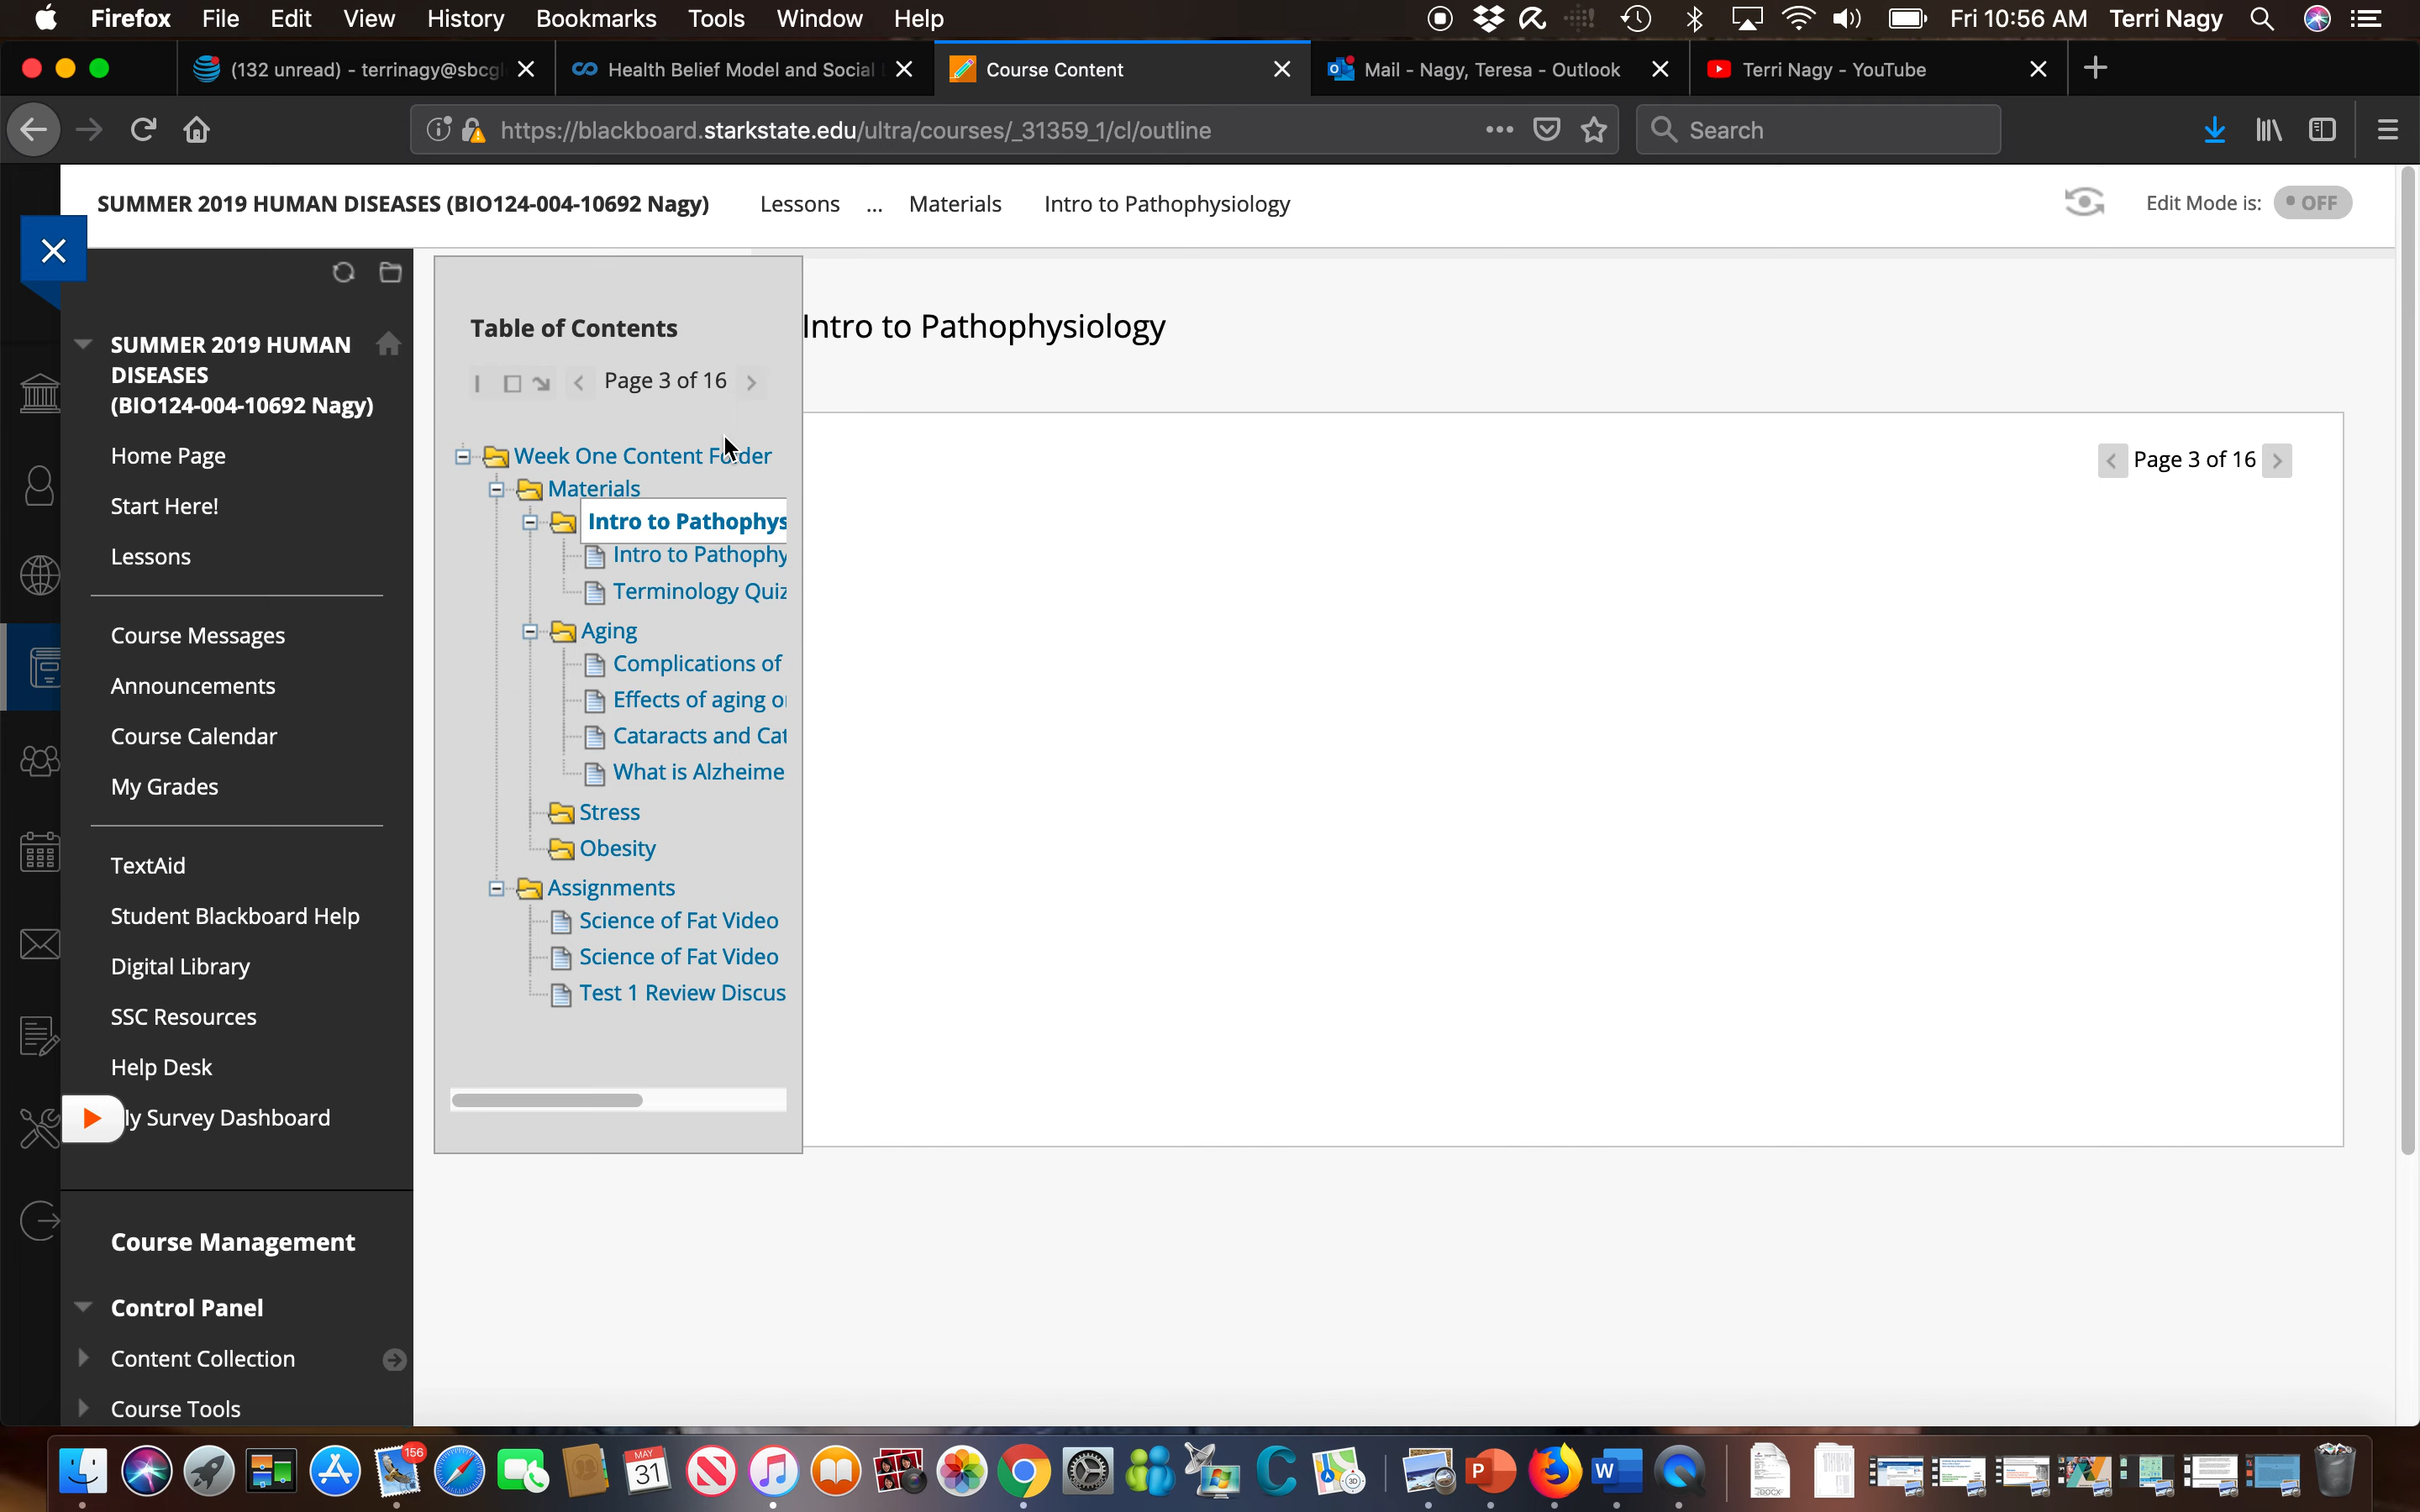 Firefox File Edit View History Bookmarks Tools Window Help Fri 10:56 AM Terri Nagy
(132 unread) - terrinagy@sbcgl Health Belief Model and Social Course Content Mail - Nagy, Teresa - Outlook Terri Nagy - YouTube
https://blackboard.starkstate.edu/ultra/courses/_31359_1/cl/outline Search
SUMMER 2019 HUMAN DISEASES (BIO124-004-10692 Nagy) Lessons ... Materials Intro to Pathophysiology Edit Mode is: OFF
SUMMER 2019 HUMAN
DISEASES
(BIO124-004-10692 Nagy)
Home Page
Start Here!
Lessons
Course Messages
Announcements
Course Calendar
My Grades
TextAid
Student Blackboard Help
Digital Library
SSC Resources
Help Desk
ly Survey Dashboard
Course Management
Control Panel
Content Collection
Course Tools
Table of Contents
Page 3 of 16
Week One Content Folder
Materials
Intro to Pathophys
Intro to Pathophy
Terminology Quiz
Aging
Complications of
Effects of aging o
Cataracts and Cat
What is Alzheime
Stress
Obesity
Assignments
Science of Fat Video
Science of Fat Video
Test 1 Review Discus
Intro to Pathophysiology
Page 3 of 16
156
MAY
31
3D
P
W
DOCX